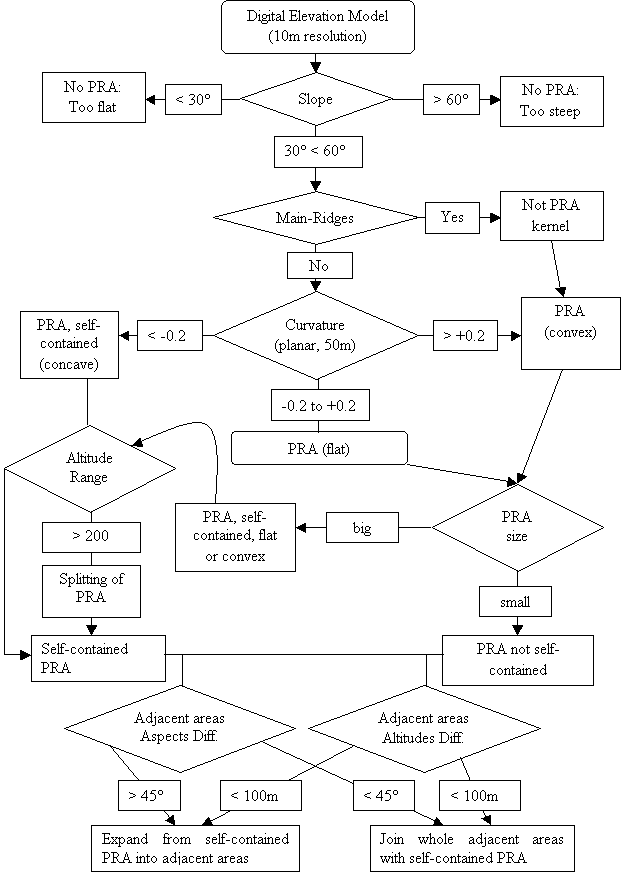 Digital Elevation Model
(10m resolution)
No PRA:
Too flat
< 30°
Slope
> 60°
No PRA:
Too steep
30° < 60°
Main-Ridges
Yes
Not PRA
kernel
No
PRA, self-
contained
(concave)
< -0.2
Curvature
(planar, 50m)
> +0.2
PRA
(convex)
-0.2 to +0.2
PRA (flat)
Altitude
Range
PRA, self-
contained, flat
or convex
big
PRA
size
> 200
Splitting of
PRA
small
Self-contained
PRA
PRA not self-
contained
Adjacent areas
Aspects Diff.
Adjacent areas
Altitudes Diff.
> 45°
< 100m
< 45°
< 100m
Expand from self-contained
PRA into adjacent areas
Join whole adjacent areas
with self-contained PRA